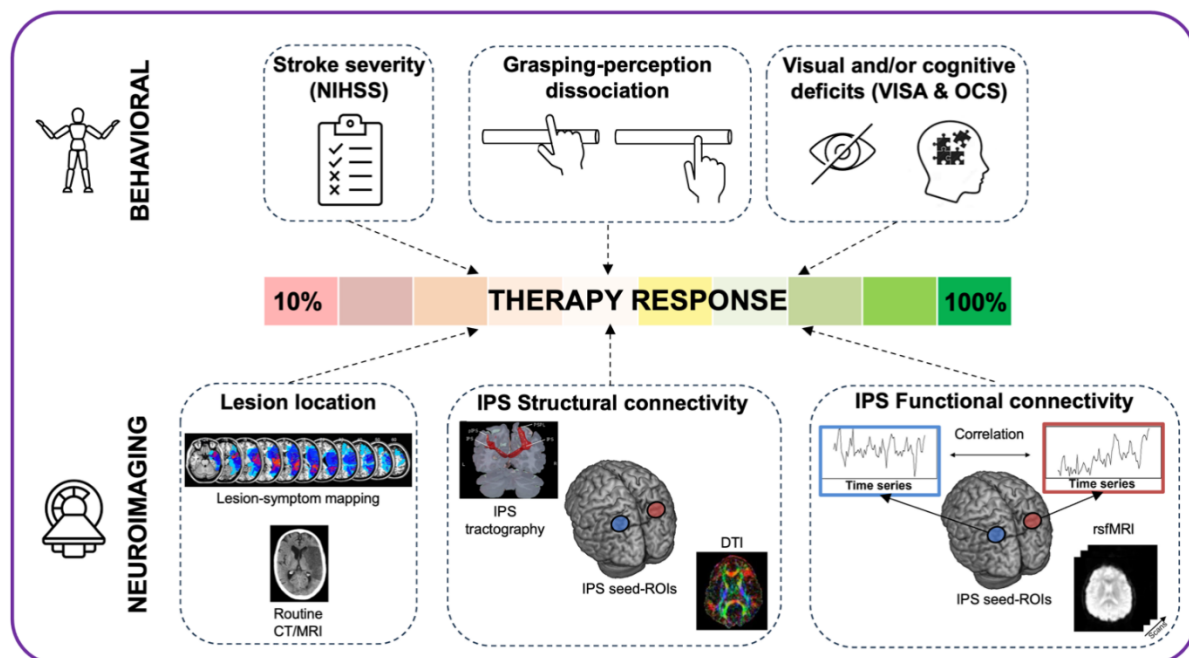 BEHAVIORAL
Stroke severity
(NIHSS)
Grasping-perception
dissociation
Visual and/or cognitive
deficits (VISA & OCS)
10%
THERAPY RESPONSE
100%
NEUROIMAGING
Lesion location
Lesion-symptom mapping
Routine
CT/MRI
IPS Structural connectivity
IPS
tractography
IPS seed-ROIs
DTI
IPS Functional connectivity
Correlation
Time series
Time series
rsfMRI
IPS seed-ROIs
Scans